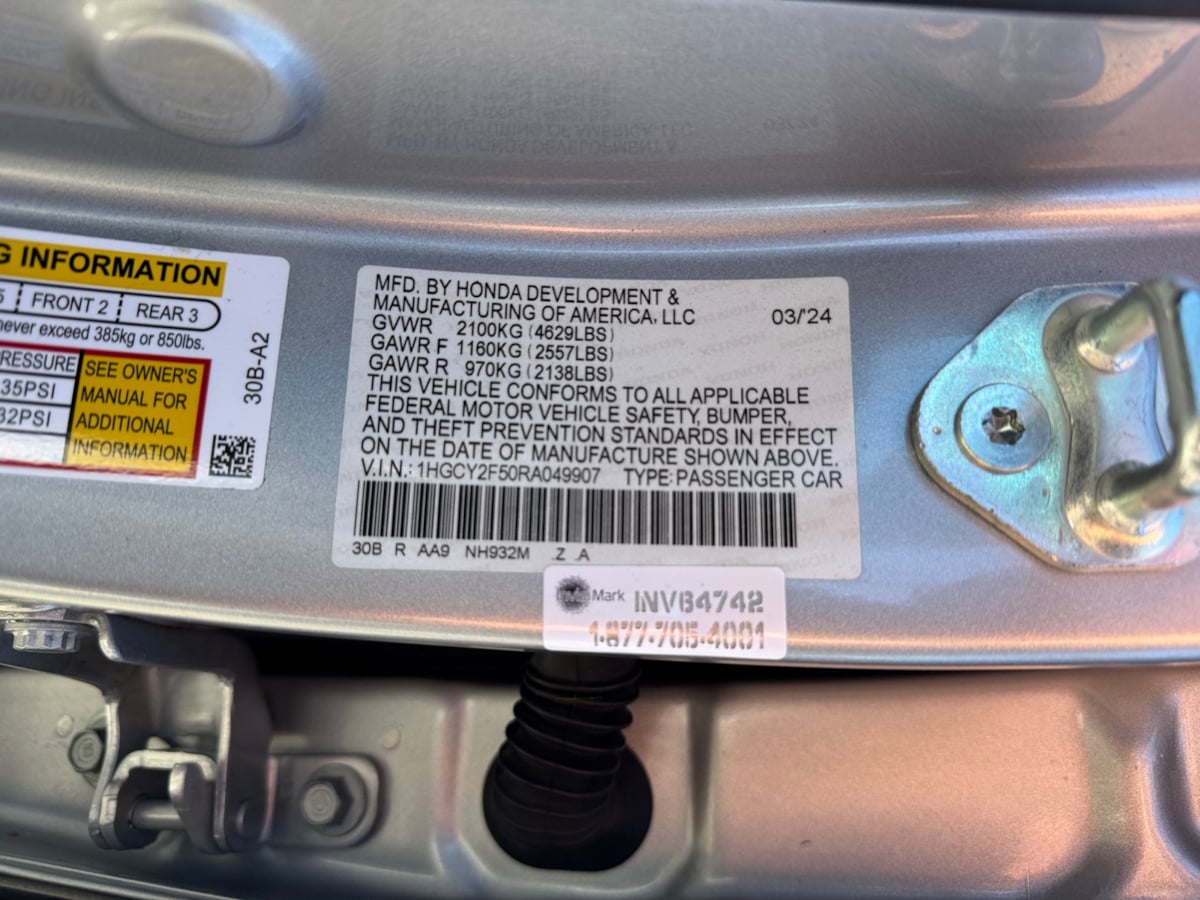 G INFORMATION
5 FRONT 2 REAR 3
never exceed 385kg or 850lbs.
PRESSURE
35PSI
32PSI
SEE OWNER'S
MANUAL FOR
ADDITIONAL
INFORMATION
30B-A2
MFD. BY HONDA DEVELOPMENT &
MANUFACTURING OF AMERICA, LLC 03/'24
GVWR 2100KG (4629LBS)
GAWR F 1160KG (2557LBS)
GAWR R 970KG (2138LBS)
THIS VEHICLE CONFORMS TO ALL APPLICABLE
FEDERAL MOTOR VEHICLE SAFETY, BUMPER,
AND THEFT PREVENTION STANDARDS IN EFFECT
ON THE DATE OF MANUFACTURE SHOWN ABOVE.
V.I.N.: 1HGCY2F50RA049907 TYPE: PASSENGER CAR
30B R AA9 NH932M Z A
Mark INV64742
1-877-705-4001